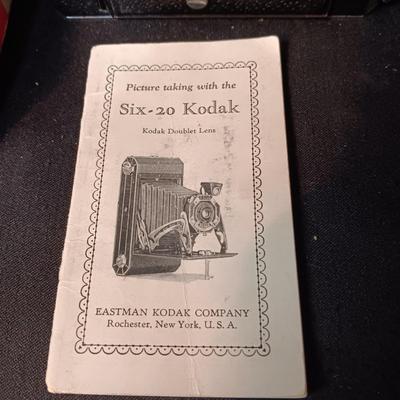 Picture taking with the
Six-20 Kodak
Kodak Doublet Lens
EASTMAN KODAK COMPANY
Rochester, New York, U. S. A.